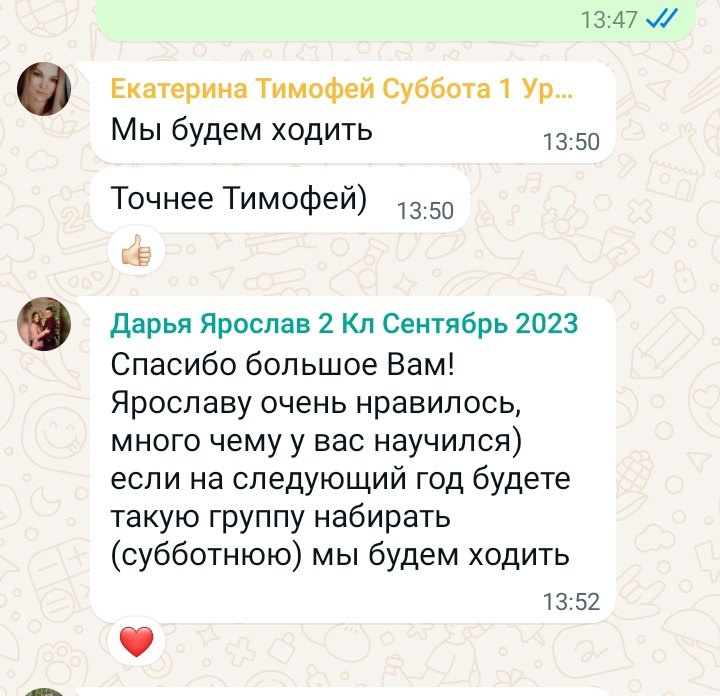 13:47
Екатерина Тимофей Суббота 1 Ур...
Мы будем ходить
13:50
Точнее Тимофей)
13:50
Дарья Ярослав 2 Кл Сентябрь 2023
Спасибо большое Вам!
Ярославу очень нравилось,
много чему у вас научился)
если на следующий год будете
такую группу набирать
(субботнюю) мы будем ходить
13:52